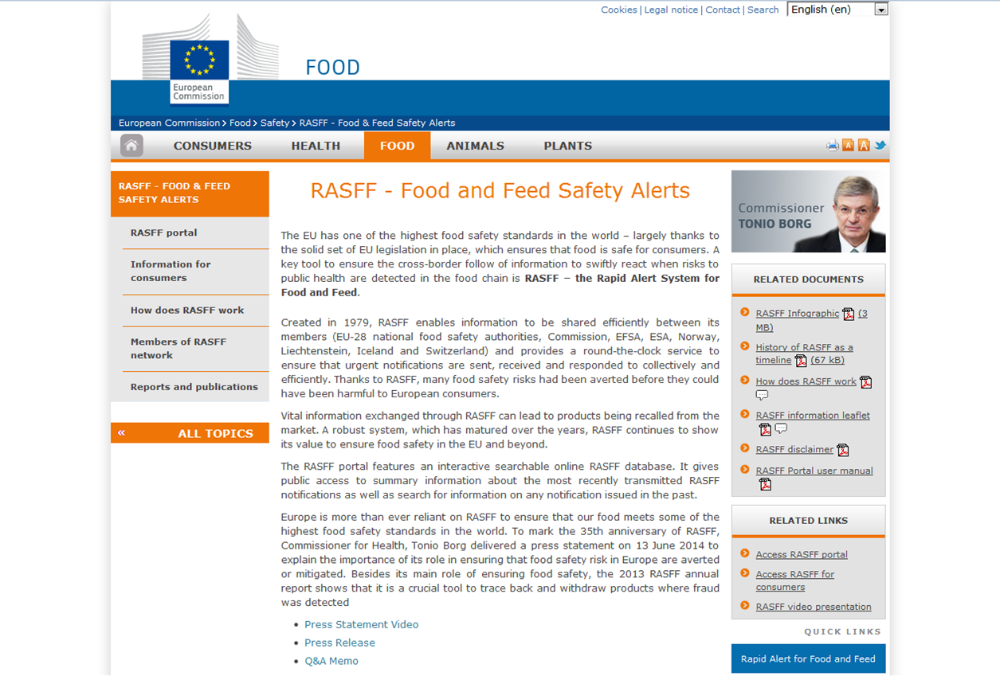 Cookies | Legal notice | Contact | Search English (en)
European
Commission
FOOD
European Commission > Food > Safety > RASFF - Food & Feed Safety Alerts
CONSUMERS HEALTH FOOD ANIMALS PLANTS A A
RASFF - FOOD & FEED
SAFETY ALERTS
RASFF portal
Information for
consumers
How does RASFF work
Members of RASFF
network
Reports and publications
« ALL TOPICS
RASFF - Food and Feed Safety Alerts
The EU has one of the highest food safety standards in the world – largely thanks to
the solid set of EU legislation in place, which ensures that food is safe for consumers. A
key tool to ensure the cross-border follow of information to swiftly react when risks to
public health are detected in the food chain is RASFF – the Rapid Alert System for
Food and Feed.
Created in 1979, RASFF enables information to be shared efficiently between its
members (EU-28 national food safety authorities, Commission, EFSA, ESA, Norway,
Liechtenstein, Iceland and Switzerland) and provides a round-the-clock service to
ensure that urgent notifications are sent, received and responded to collectively and
efficiently. Thanks to RASFF, many food safety risks had been averted before they could
have been harmful to European consumers.
Vital information exchanged through RASFF can lead to products being recalled from the
market. A robust system, which has matured over the years, RASFF continues to show
its value to ensure food safety in the EU and beyond.
The RASFF portal features an interactive searchable online RASFF database. It gives
public access to summary information about the most recently transmitted RASFF
notifications as well as search for information on any notification issued in the past.
Europe is more than ever reliant on RASFF to ensure that our food meets some of the
highest food safety standards in the world. To mark the 35th anniversary of RASFF,
Commissioner for Health, Tonio Borg delivered a press statement on 13 June 2014 to
explain the importance of its role in ensuring that food safety risk in Europe are averted
or mitigated. Besides its main role of ensuring food safety, the 2013 RASFF annual
report shows that it is a crucial tool to trace back and withdraw products where fraud
was detected
• Press Statement Video
• Press Release
• Q&A Memo
Commissioner
TONIO BORG
RELATED DOCUMENTS
RASFF Infographic (3
MB)
History of RASFF as a
timeline (67 kB)
How does RASFF work
RASFF information leaflet
RASFF disclaimer
RASFF Portal user manual
RELATED LINKS
Access RASFF portal
Access RASFF for
consumers
RASFF video presentation
QUICK LINKS
Rapid Alert for Food and Feed